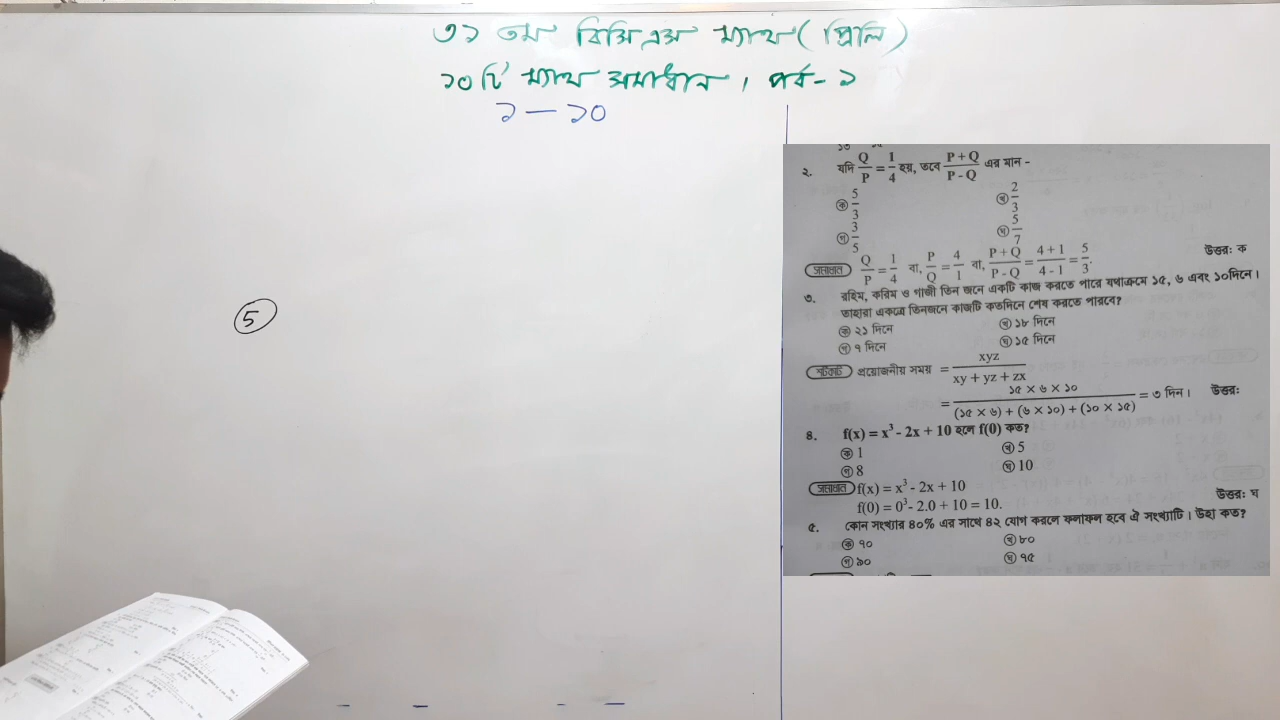 ৩১ তম বিসিএস ম্যাথ (প্রিলি)
১০টি ম্যাথ সমাধান। পর্ব- ১
১ — ১০
5
২. যদি Q/P = 1/4 হয়, তবে P + Q/P - Q এর মান -
ক 5/3 খ 2/3
গ 3/5 ঘ 5/7
সমাধান Q/P = 1/4 বা, P/Q = 4/1 বা, P + Q/P - Q = 4 + 1/4 - 1 = 5/3. উত্তর: ক
৩. রহিম, করিম ও গাজী তিন জনে একটি কাজ করতে পারে যথাক্রমে ১৫, ৬ এবং ১০দিনে।
তাহারা একত্রে তিনজনে কাজটি কতদিনে শেষ করতে পারবে?
ক ২১ দিনে খ ১৮ দিনে
গ ৭ দিনে ঘ ১৫ দিনে
শর্টকাট প্রয়োজনীয় সময় = xyz/xy + yz + zx
= ১৫ × ৬ × ১০/(১৫ × ৬) + (৬ × ১০) + (১০ × ১৫) = ৩ দিন। উত্তর:
৪. f(x) = x³ - 2x + 10 হলে f(0) কত?
ক 1 খ 5
গ 8 ঘ 10
সমাধান f(x) = x³ - 2x + 10
f(0) = 0³ - 2.0 + 10 = 10. উত্তর: ঘ
৫. কোন সংখ্যার ৪০% এর সাথে ৪২ যোগ করলে ফলাফল হবে ঐ সংখ্যাটি। উহা কত?
ক ৭০ খ ৮০
গ ৯০ ঘ ৭৫